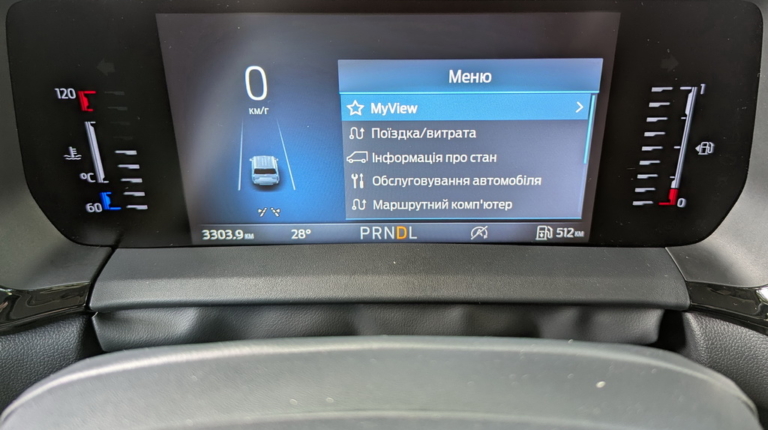 120
°C
60
0
км/г
Меню
MyView
Поїздка/витрата
Інформація про стан
Обслуговування автомобіля
Маршрутний комп'ютер
1
0
3303.9 км
28°
PRNDL
512 км